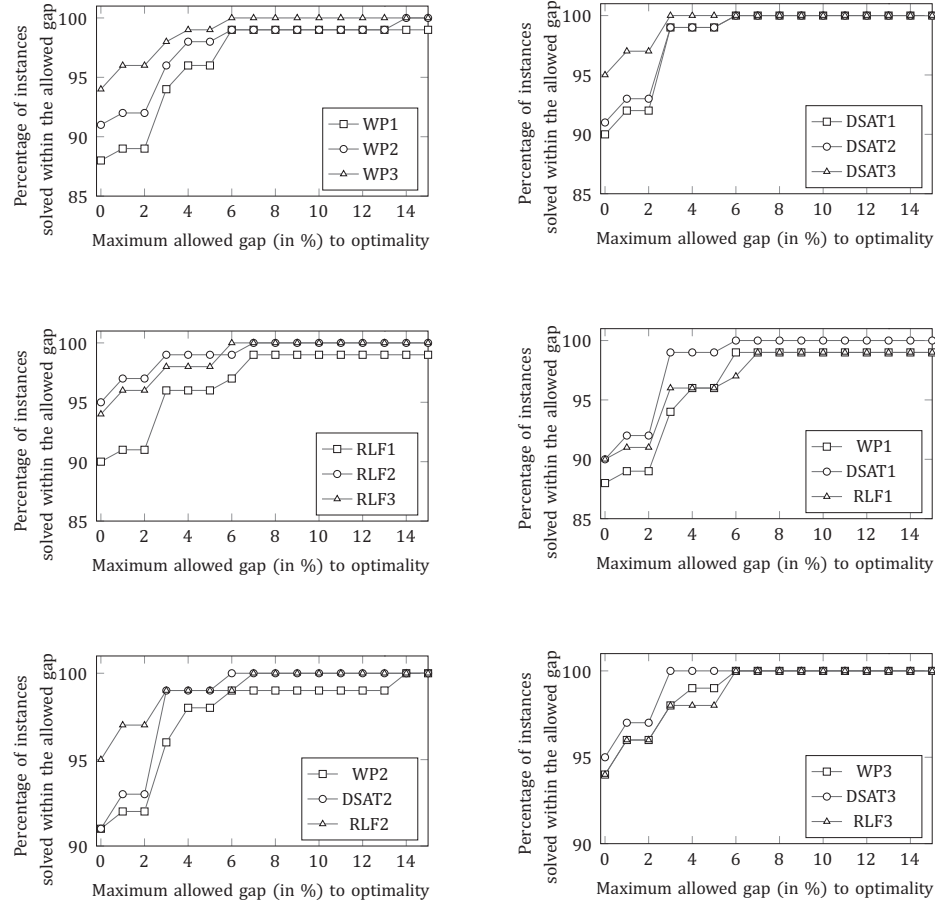 Percentage of instances
solved within the allowed gap
100
95
90
85
0 2 4 6 8 10 12 14
Maximum allowed gap (in %) to optimality
WP1
WP2
WP3
Percentage of instances
solved within the allowed gap
100
95
90
85
0 2 4 6 8 10 12 14
Maximum allowed gap (in %) to optimality
DSAT1
DSAT2
DSAT3
Percentage of instances
solved within the allowed gap
100
95
90
85
0 2 4 6 8 10 12 14
Maximum allowed gap (in %) to optimality
RLF1
RLF2
RLF3
Percentage of instances
solved within the allowed gap
100
95
90
85
0 2 4 6 8 10 12 14
Maximum allowed gap (in %) to optimality
WP1
DSAT1
RLF1
Percentage of instances
solved within the allowed gap
100
95
90
0 2 4 6 8 10 12 14
Maximum allowed gap (in %) to optimality
WP2
DSAT2
RLF2
Percentage of instances
solved within the allowed gap
100
95
90
0 2 4 6 8 10 12 14
Maximum allowed gap (in %) to optimality
WP3
DSAT3
RLF3